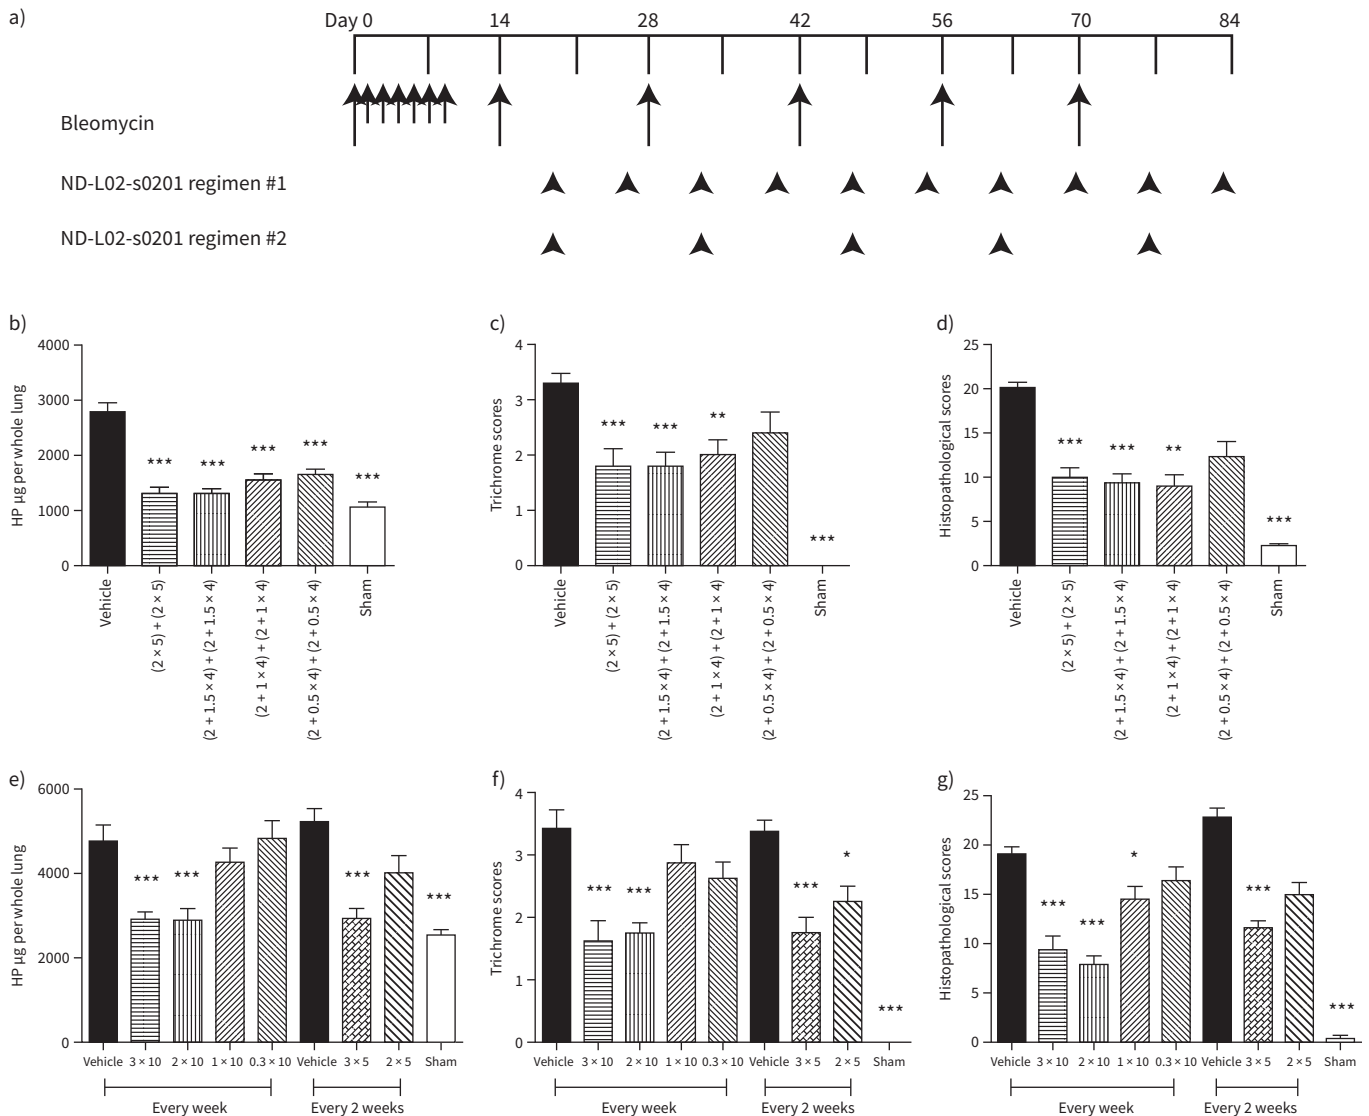 a)
Day 0 14 28 42 56 70 84
Bleomycin
ND-L02-s0201 regimen #1
ND-L02-s0201 regimen #2
b)
HP µg per whole lung
4000
3000
2000
1000
0
***
***
***
***
***
Vehicle
(2 × 5) + (2 × 5)
(2 + 1.5 × 4) + (2 + 1.5 × 4)
(2 + 1 × 4) + (2 + 1 × 4)
(2 + 0.5 × 4) + (2 + 0.5 × 4)
Sham
c)
Trichrome scores
4
3
2
1
0
***
***
**
***
Vehicle
(2 × 5) + (2 × 5)
(2 + 1.5 × 4) + (2 + 1.5 × 4)
(2 + 1 × 4) + (2 + 1 × 4)
(2 + 0.5 × 4) + (2 + 0.5 × 4)
Sham
d)
Histopathological scores
25
20
15
10
5
0
***
***
**
***
Vehicle
(2 × 5) + (2 × 5)
(2 + 1.5 × 4) + (2 + 1.5 × 4)
(2 + 1 × 4) + (2 + 1 × 4)
(2 + 0.5 × 4) + (2 + 0.5 × 4)
Sham
e)
HP µg per whole lung
6000
4000
2000
0
***
***
***
***
Vehicle 3 × 10 2 × 10 1 × 10 0.3 × 10 Vehicle 3 × 5 2 × 5 Sham
Every week Every 2 weeks
f)
Trichrome scores
4
3
2
1
0
***
***
***
*
***
Vehicle 3 × 10 2 × 10 1 × 10 0.3 × 10 Vehicle 3 × 5 2 × 5 Sham
Every week Every 2 weeks
g)
Histopathological scores
25
20
15
10
5
0
***
***
*
***
***
Vehicle 3 × 10 2 × 10 1 × 10 0.3 × 10 Vehicle 3 × 5 2 × 5 Sham
Every week Every 2 weeks